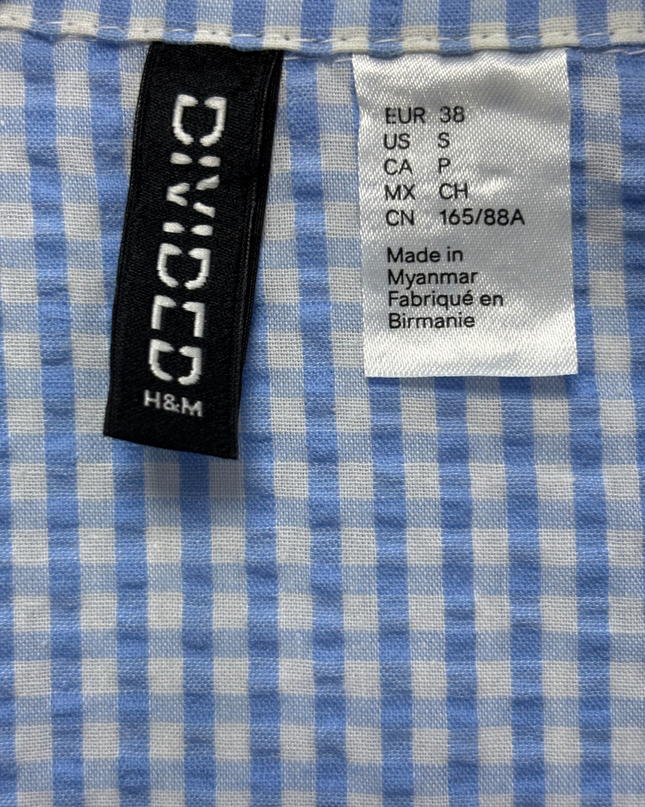 DIVIDED
H&M
EUR 38
US S
CA P
MX CH
CN 165/88A
Made in
Myanmar
Fabriqué en
Birmanie